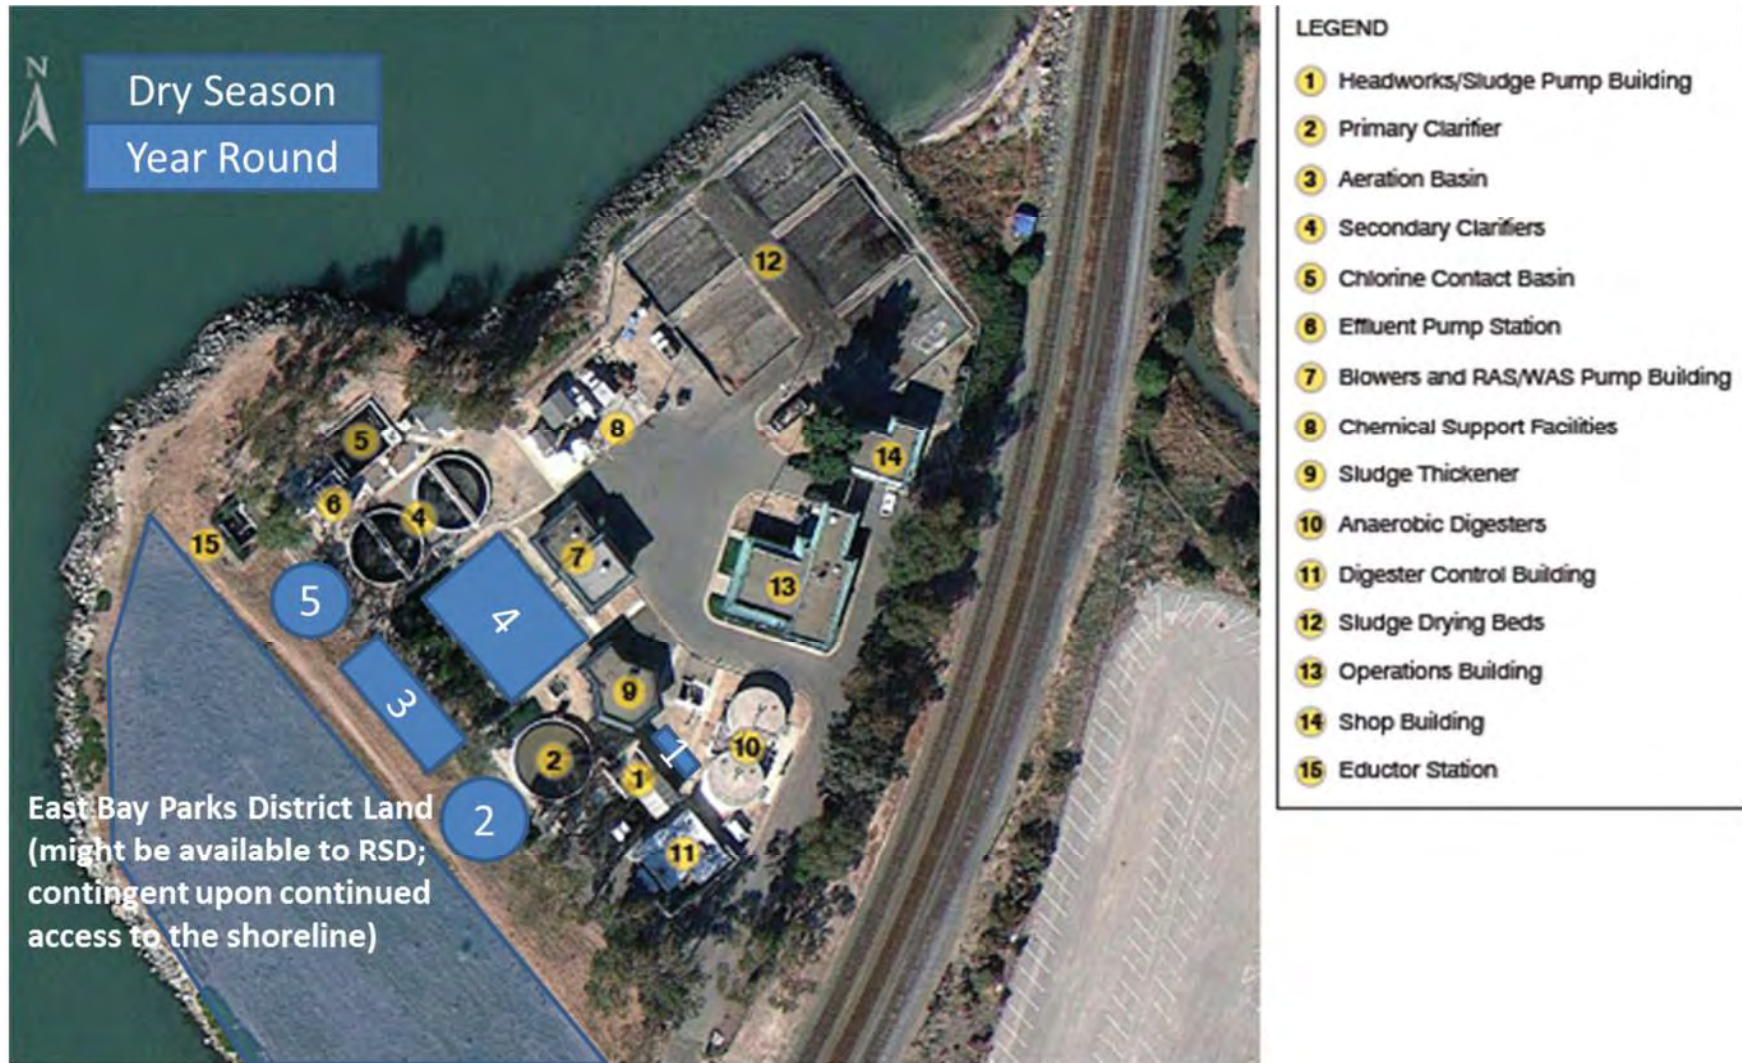 N
Dry Season
Year Round
12
8
5
14
6
4
7
15
13
5
4
9
3
10
2
1
1
2
11
East Bay Parks District Land
(might be available to RSD;
contingent upon continued
access to the shoreline)
LEGEND
1 Headworks/Sludge Pump Building
2 Primary Clarifier
3 Aeration Basin
4 Secondary Clarifiers
5 Chlorine Contact Basin
6 Effluent Pump Station
7 Blowers and RAS/WAS Pump Building
8 Chemical Support Facilities
9 Sludge Thickener
10 Anaerobic Digesters
11 Digester Control Building
12 Sludge Drying Beds
13 Operations Building
14 Shop Building
15 Eductor Station